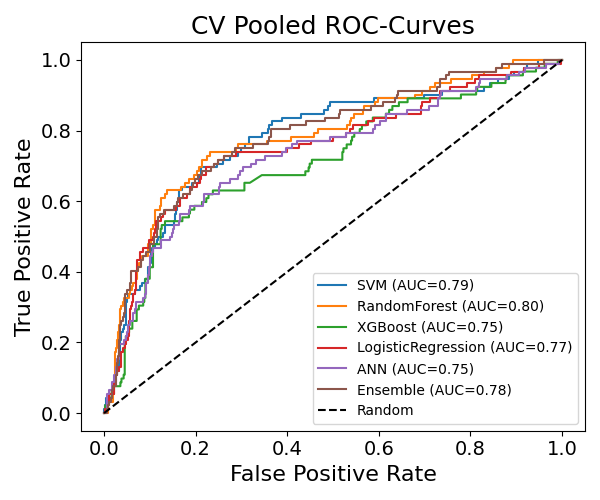 CV Pooled ROC-Curves
True Positive Rate
1.0
0.8
0.6
0.4
0.2
0.0
SVM (AUC=0.79)
RandomForest (AUC=0.80)
XGBoost (AUC=0.75)
LogisticRegression (AUC=0.77)
ANN (AUC=0.75)
Ensemble (AUC=0.78)
Random
0.0 0.2 0.4 0.6 0.8 1.0
False Positive Rate